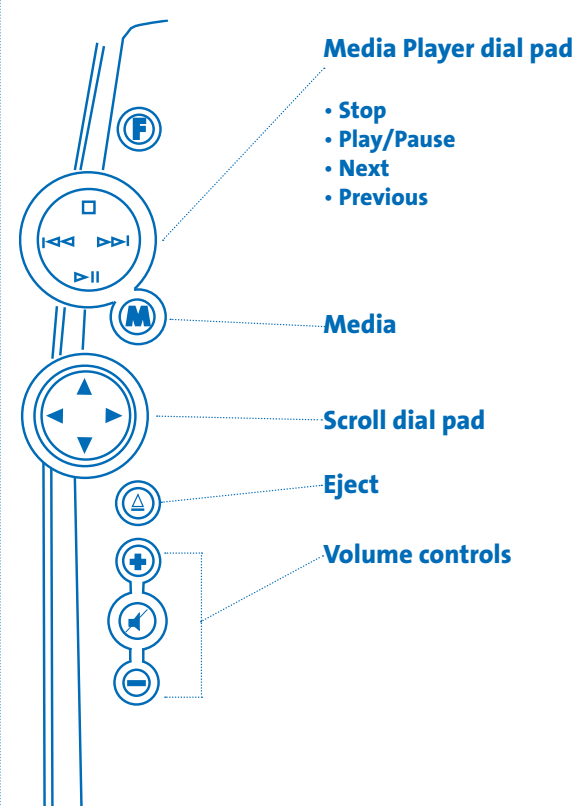 Media Player dial pad
• Stop
• Play/Pause
• Next
• Previous
F
M
Media
Scroll dial pad
Eject
Volume controls